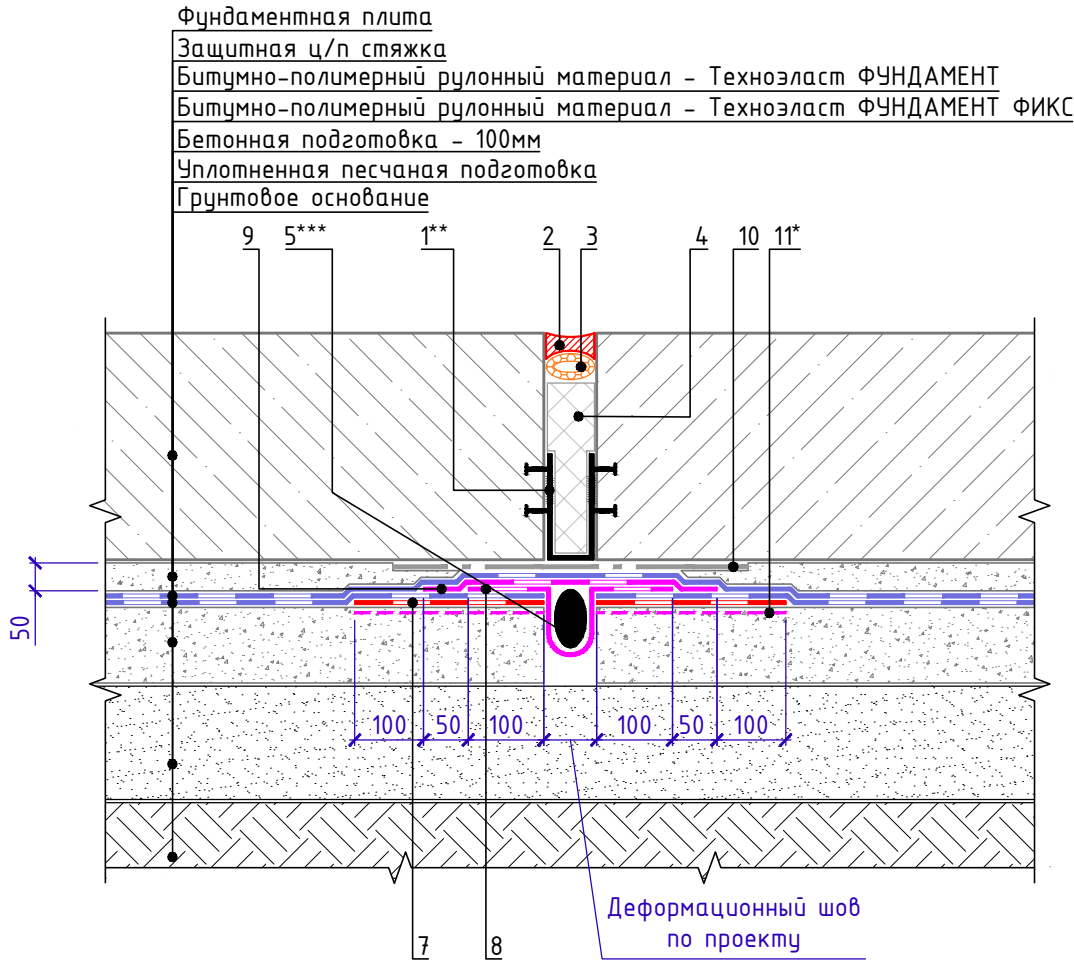 Фундаментная плита
Защитная ц/п стяжка
Битумно-полимерный рулонный материал - Техноэласт ФУНДАМЕНТ
Битумно-полимерный рулонный материал - Техноэласт ФУНДАМЕНТ ФИКС
Бетонная подготовка - 100мм
Уплотненная песчаная подготовка
Грунтовое основание
9 5*** 1** 2 3 4 10 11*
50
100 50 100 100 50 100
Деформационный шов
по проекту
7 8